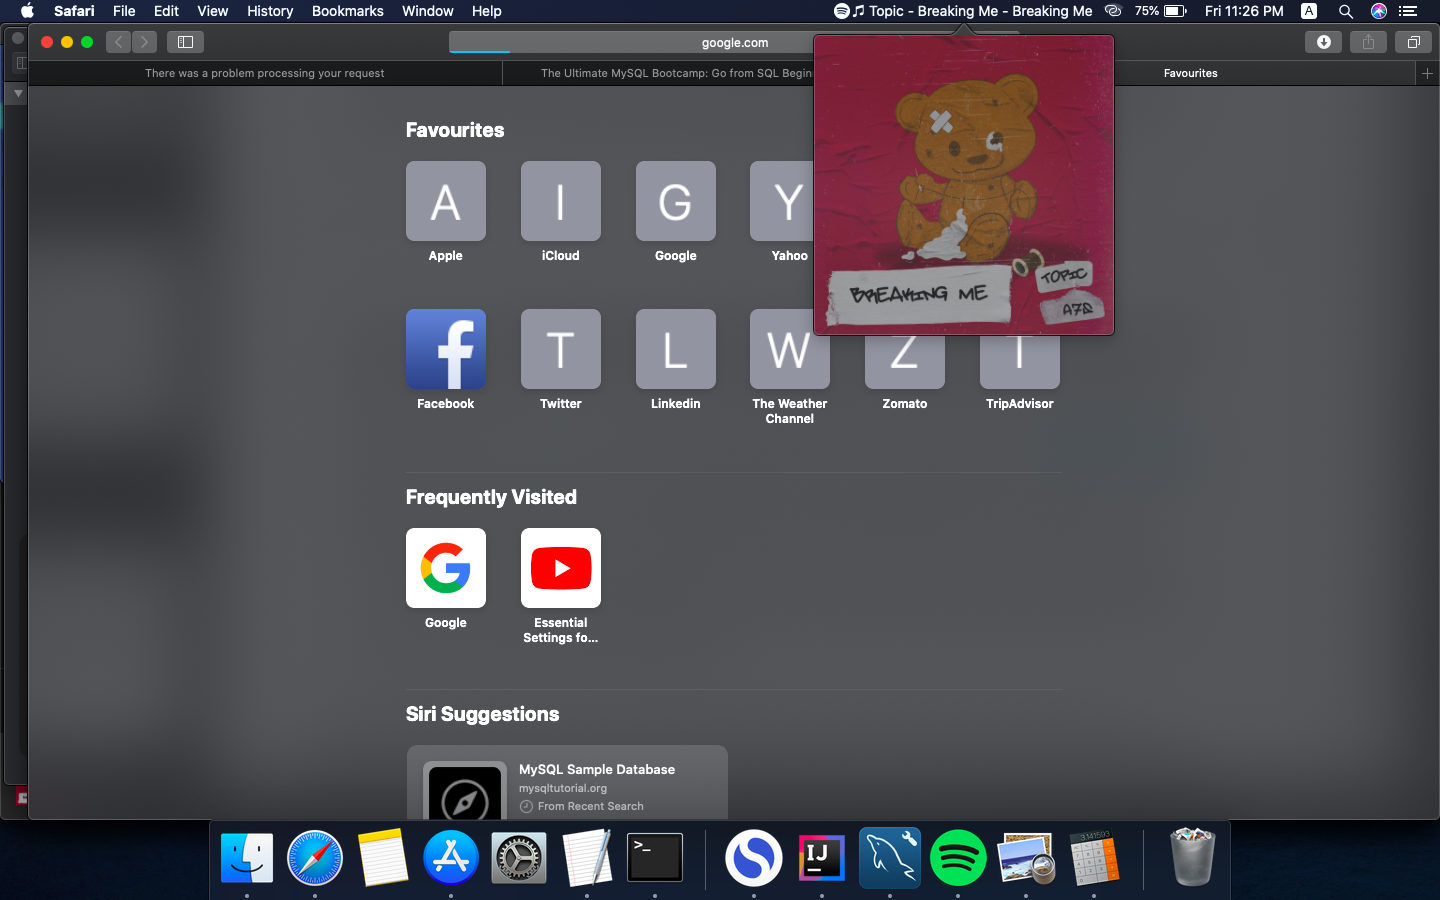 Safari File Edit View History Bookmarks Window Help Topic - Breaking Me - Breaking Me 75% Fri 11:26 PM A
google.com
There was a problem processing your request
The Ultimate MySQL Bootcamp: Go from SQL Begin
Favourites
Favourites
A I G Y
Apple iCloud Google Yahoo
BREAKING ME
TOPIC
A7S
f T L W Z T
Facebook Twitter Linkedin The Weather Channel Zomato TripAdvisor
Frequently Visited
G
Google
Essential
Settings fo...
Siri Suggestions
MySQL Sample Database
mysqltutorial.org
From Recent Search
>_
IJ
3.141593